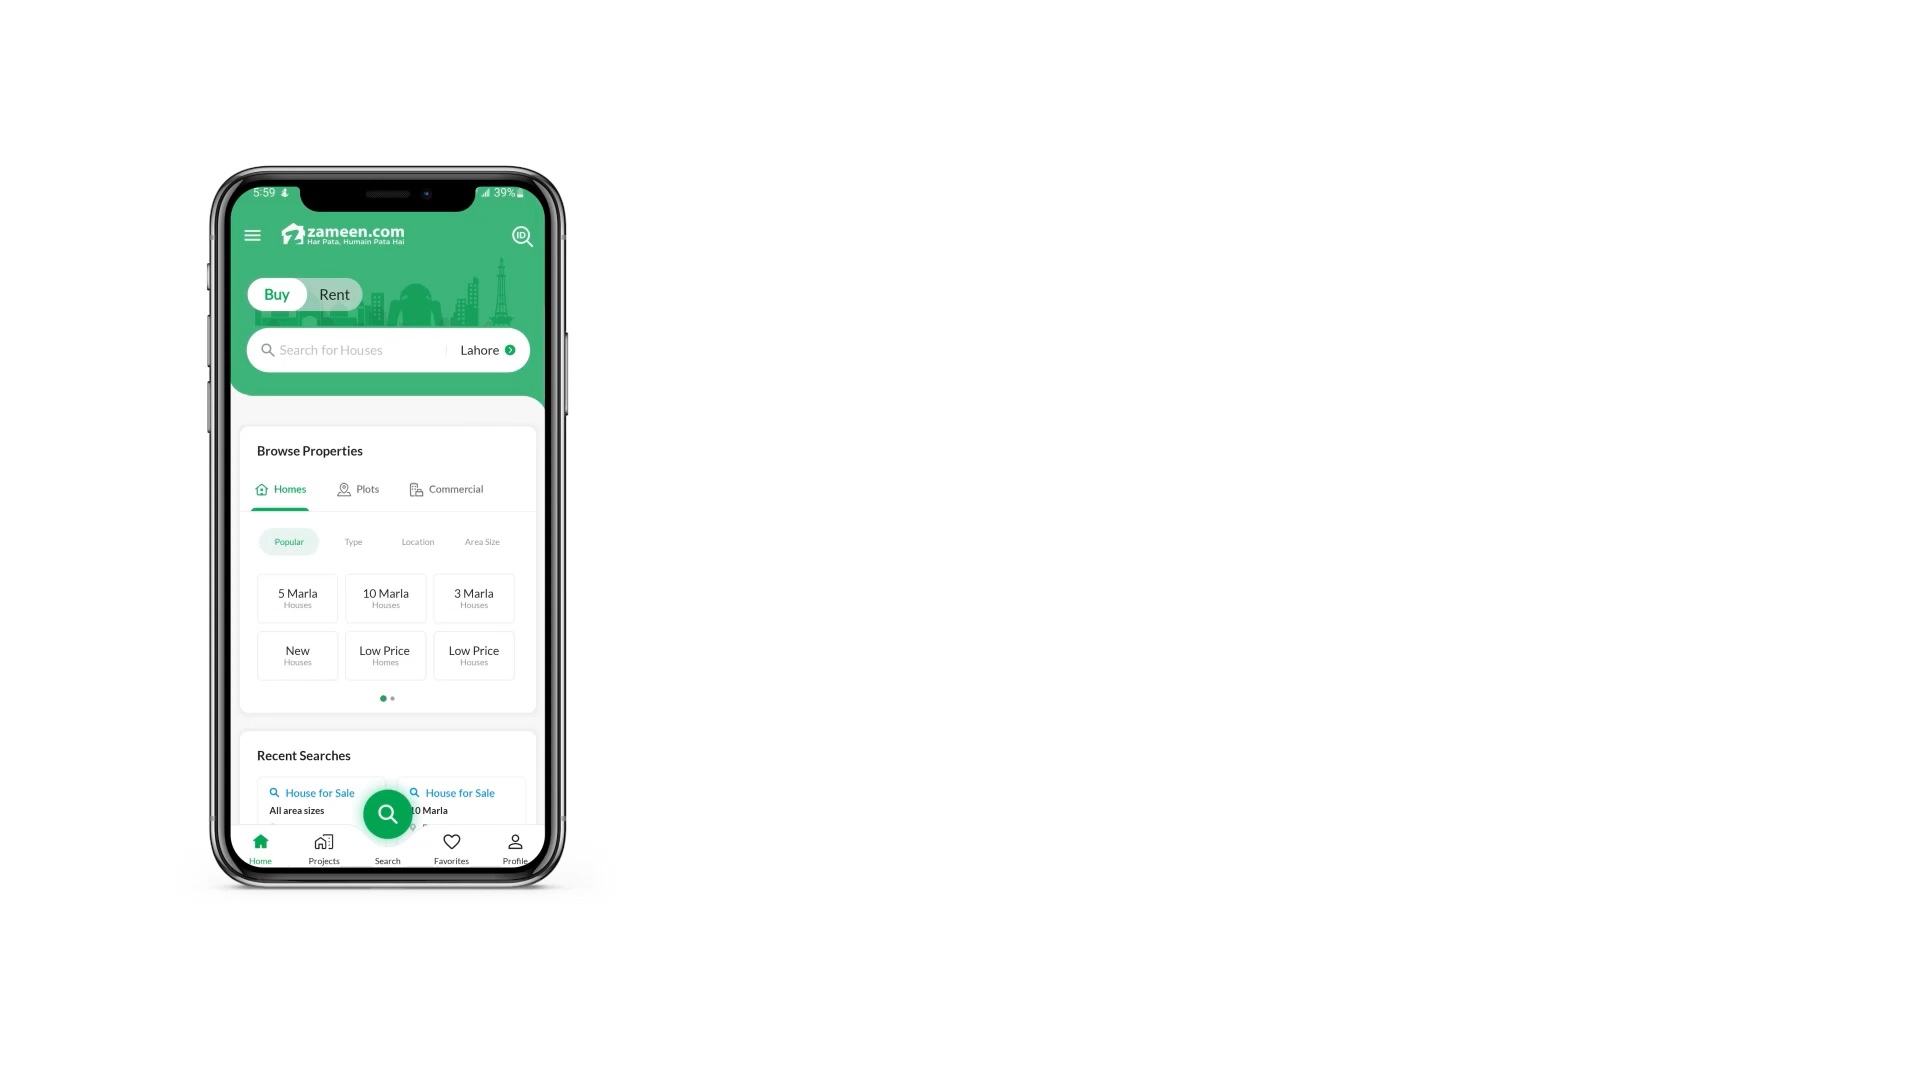 5:59
39%
zameen.com
Har Pata, Humain Pata Hai
ID
Buy Rent
Search for Houses Lahore
Browse Properties
Homes Plots Commercial
Popular Type Location Area Size
5 Marla 10 Marla 3 Marla
Houses Houses Houses
New Low Price Low Price
Houses Homes Houses
Recent Searches
House for Sale House for Sale
All area sizes 10 Marla
Home Projects Search Favorites Profile